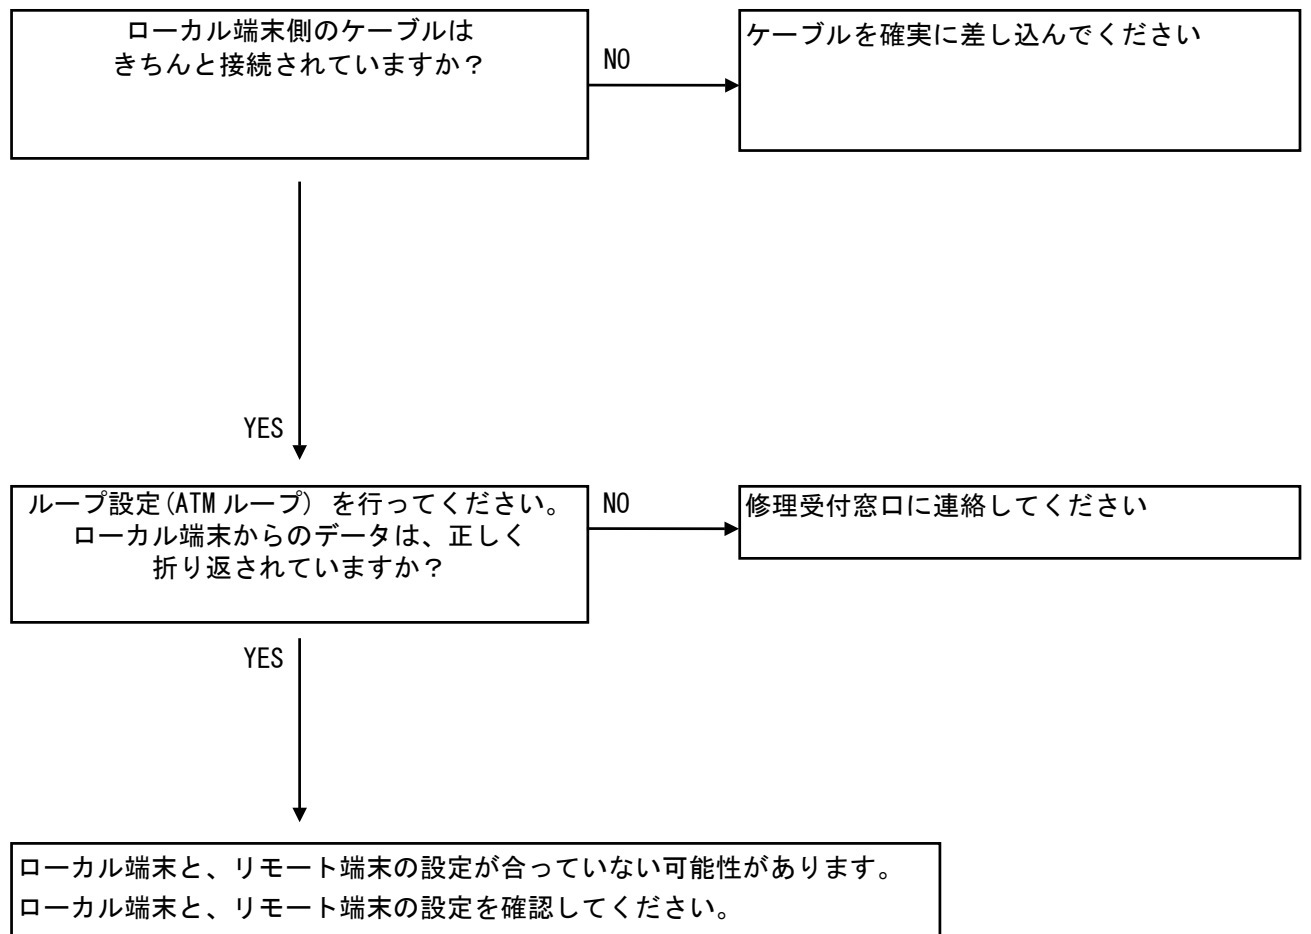 ローカル端末側のケーブルは
きちんと接続されていますか？
NO
ケーブルを確実に差し込んでください
YES
ループ設定(ATMループ) を行ってください。
ローカル端末からのデータは、正しく
折り返されていますか？
NO
修理受付窓口に連絡してください
YES
ローカル端末と、リモート端末の設定が合っていない可能性があります。
ローカル端末と、リモート端末の設定を確認してください。